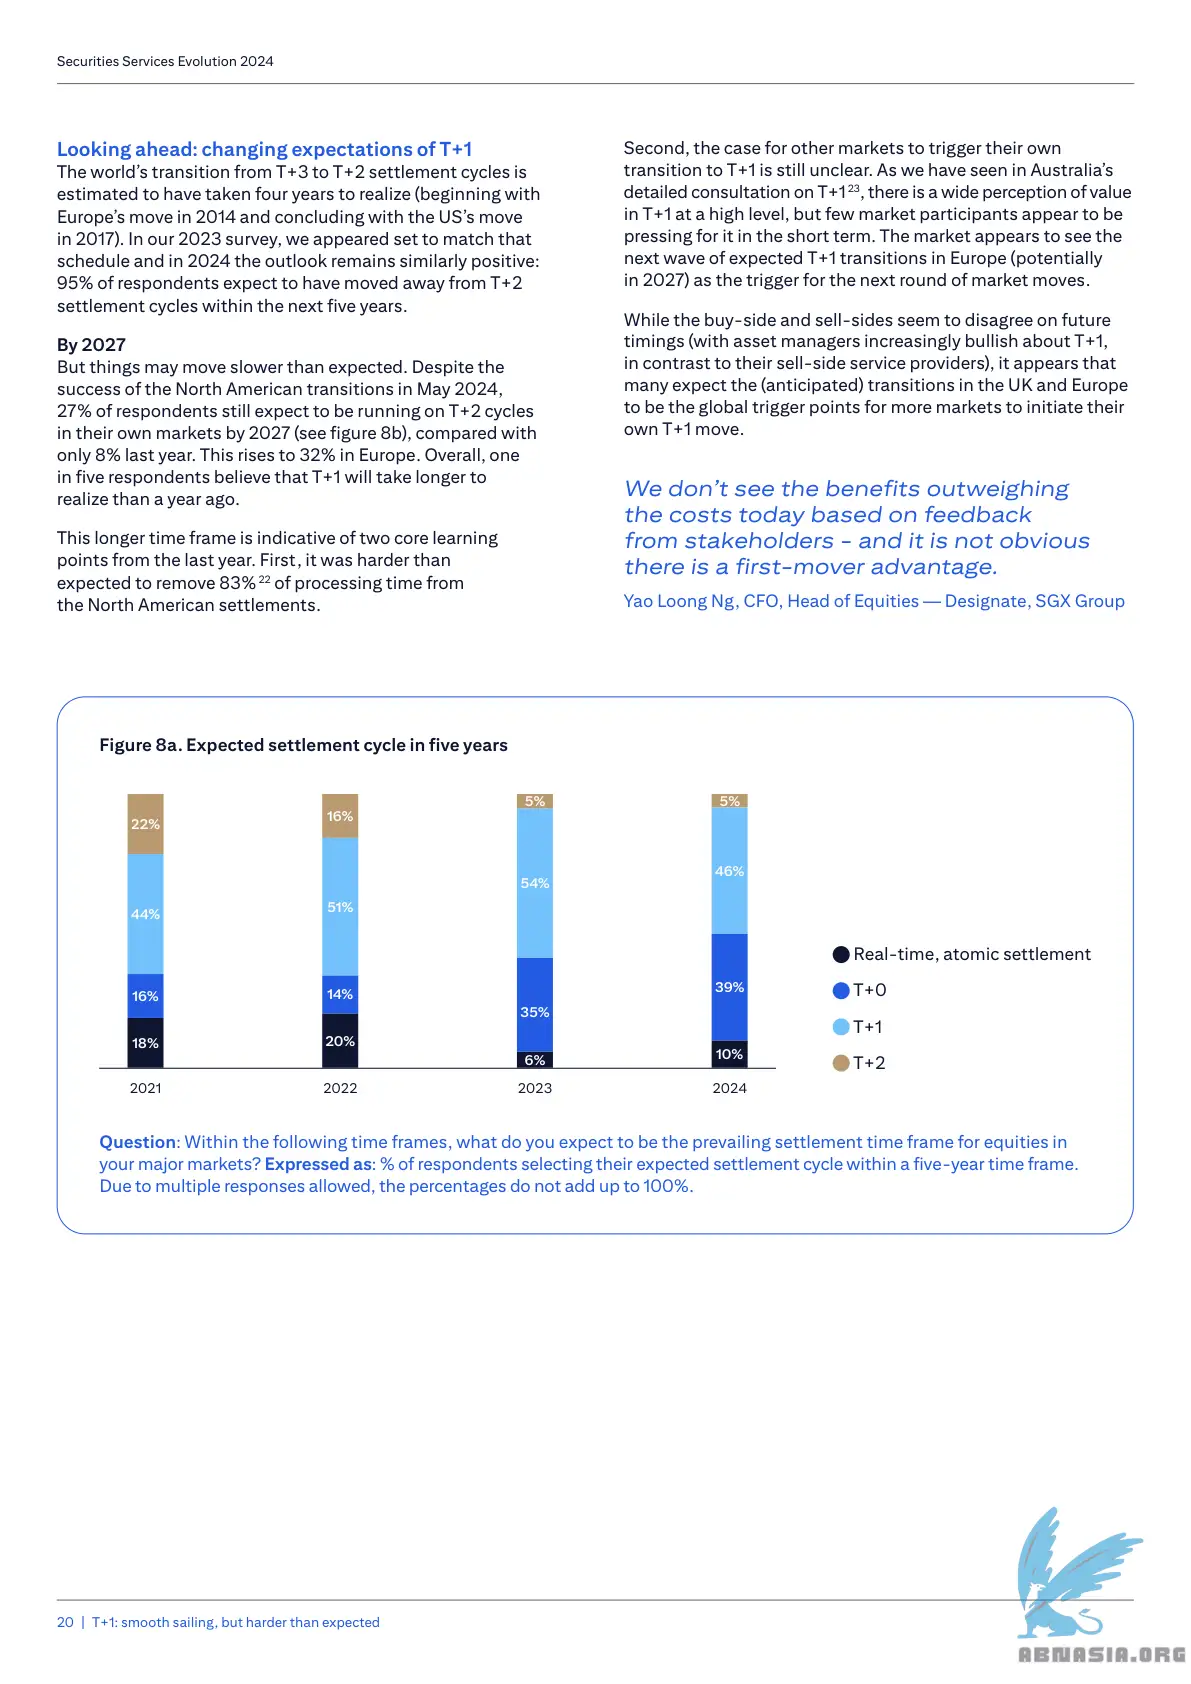 Securities Services Evolution 2024
Looking ahead: changing expectations of T+1
The world's transition from T+3 to T+2 settlement cycles is
estimated to have taken four years to realize (beginning with
Europe's move in 2014 and concluding with the US's move
in 2017). In our 2023 survey, we appeared set to match that
schedule and in 2024 the outlook remains similarly positive:
95% of respondents expect to have moved away from T+2
settlement cycles within the next five years.
By 2027
But things may move slower than expected. Despite the
success of the North American transitions in May 2024,
27% of respondents still expect to be running on T+2 cycles
in their own markets by 2027 (see figure 8b), compared with
only 8% last year. This rises to 32% in Europe. Overall, one
in five respondents believe that T+1 will take longer to
realize than a year ago.
This longer time frame is indicative of two core learning
points from the last year. First, it was harder than
expected to remove 83% 22 of processing time from
the North American settlements.
Second, the case for other markets to trigger their own
transition to T+1 is still unclear. As we have seen in Australia's
detailed consultation on T+1 23, there is a wide perception of value
in T+1 at a high level, but few market participants appear to be
pressing for it in the short term. The market appears to see the
next wave of expected T+1 transitions in Europe (potentially
in 2027) as the trigger for the next round of market moves.
While the buy-side and sell-sides seem to disagree on future
timings (with asset managers increasingly bullish about T+1,
in contrast to their sell-side service providers), it appears that
many expect the (anticipated) transitions in the UK and Europe
to be the global trigger points for more markets to initiate their
own T+1 move.
We don't see the benefits outweighing
the costs today based on feedback
from stakeholders - and it is not obvious
there is a first-mover advantage.
Yao Loong Ng, CFO, Head of Equities — Designate, SGX Group
Figure 8a. Expected settlement cycle in five years
22%
44%
16%
18%
2021
16%
51%
14%
20%
2022
5%
54%
35%
6%
2023
5%
46%
39%
10%
2024
Real-time, atomic settlement
T+0
T+1
T+2
Question: Within the following time frames, what do you expect to be the prevailing settlement time frame for equities in
your major markets? Expressed as: % of respondents selecting their expected settlement cycle within a five-year time frame.
Due to multiple responses allowed, the percentages do not add up to 100%.
20 | T+1: smooth sailing, but harder than expected
ABNASIA.ORG